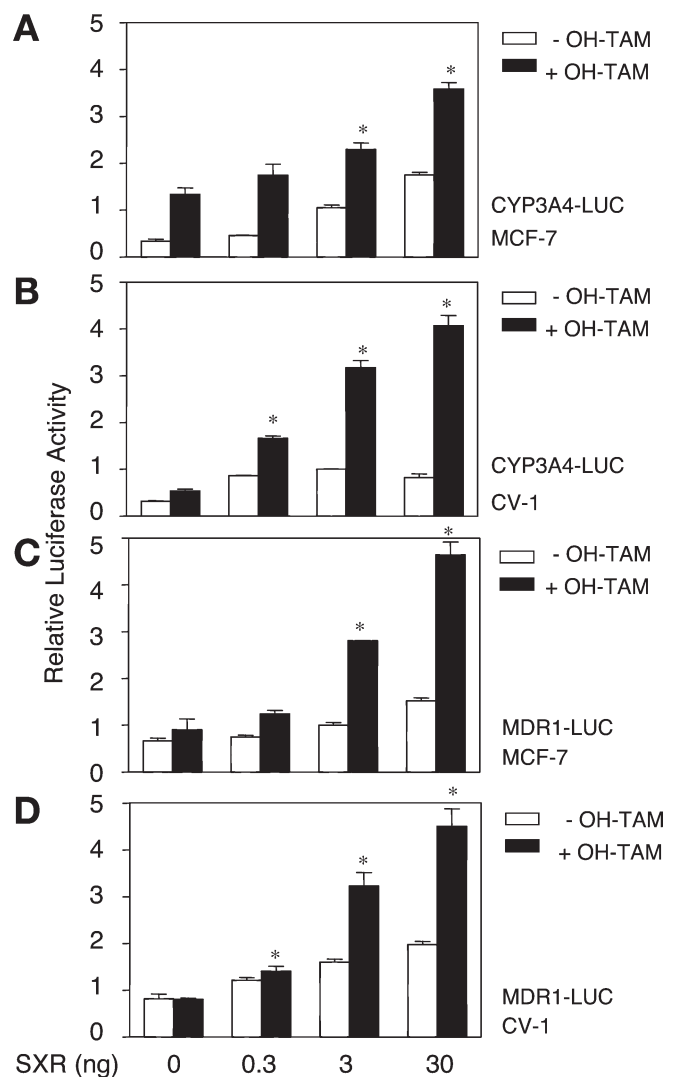 A
5
4
3
2
1
0
- OH-TAM
+ OH-TAM
*
*
CYP3A4-LUC
MCF-7
B
5
4
3
2
1
0
- OH-TAM
+ OH-TAM
*
*
*
CYP3A4-LUC
CV-1
Relative Luciferase Activity
C
5
4
3
2
1
0
- OH-TAM
+ OH-TAM
*
*
MDR1-LUC
MCF-7
D
5
4
3
2
1
0
- OH-TAM
+ OH-TAM
*
*
*
MDR1-LUC
CV-1
SXR (ng) 0 0.3 3 30